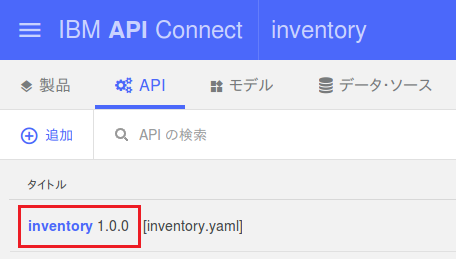 IBM API Connect inventory
製品 API モデル データ・ソース
追加 API の検索
タイトル
inventory 1.0.0 [inventory.yaml]